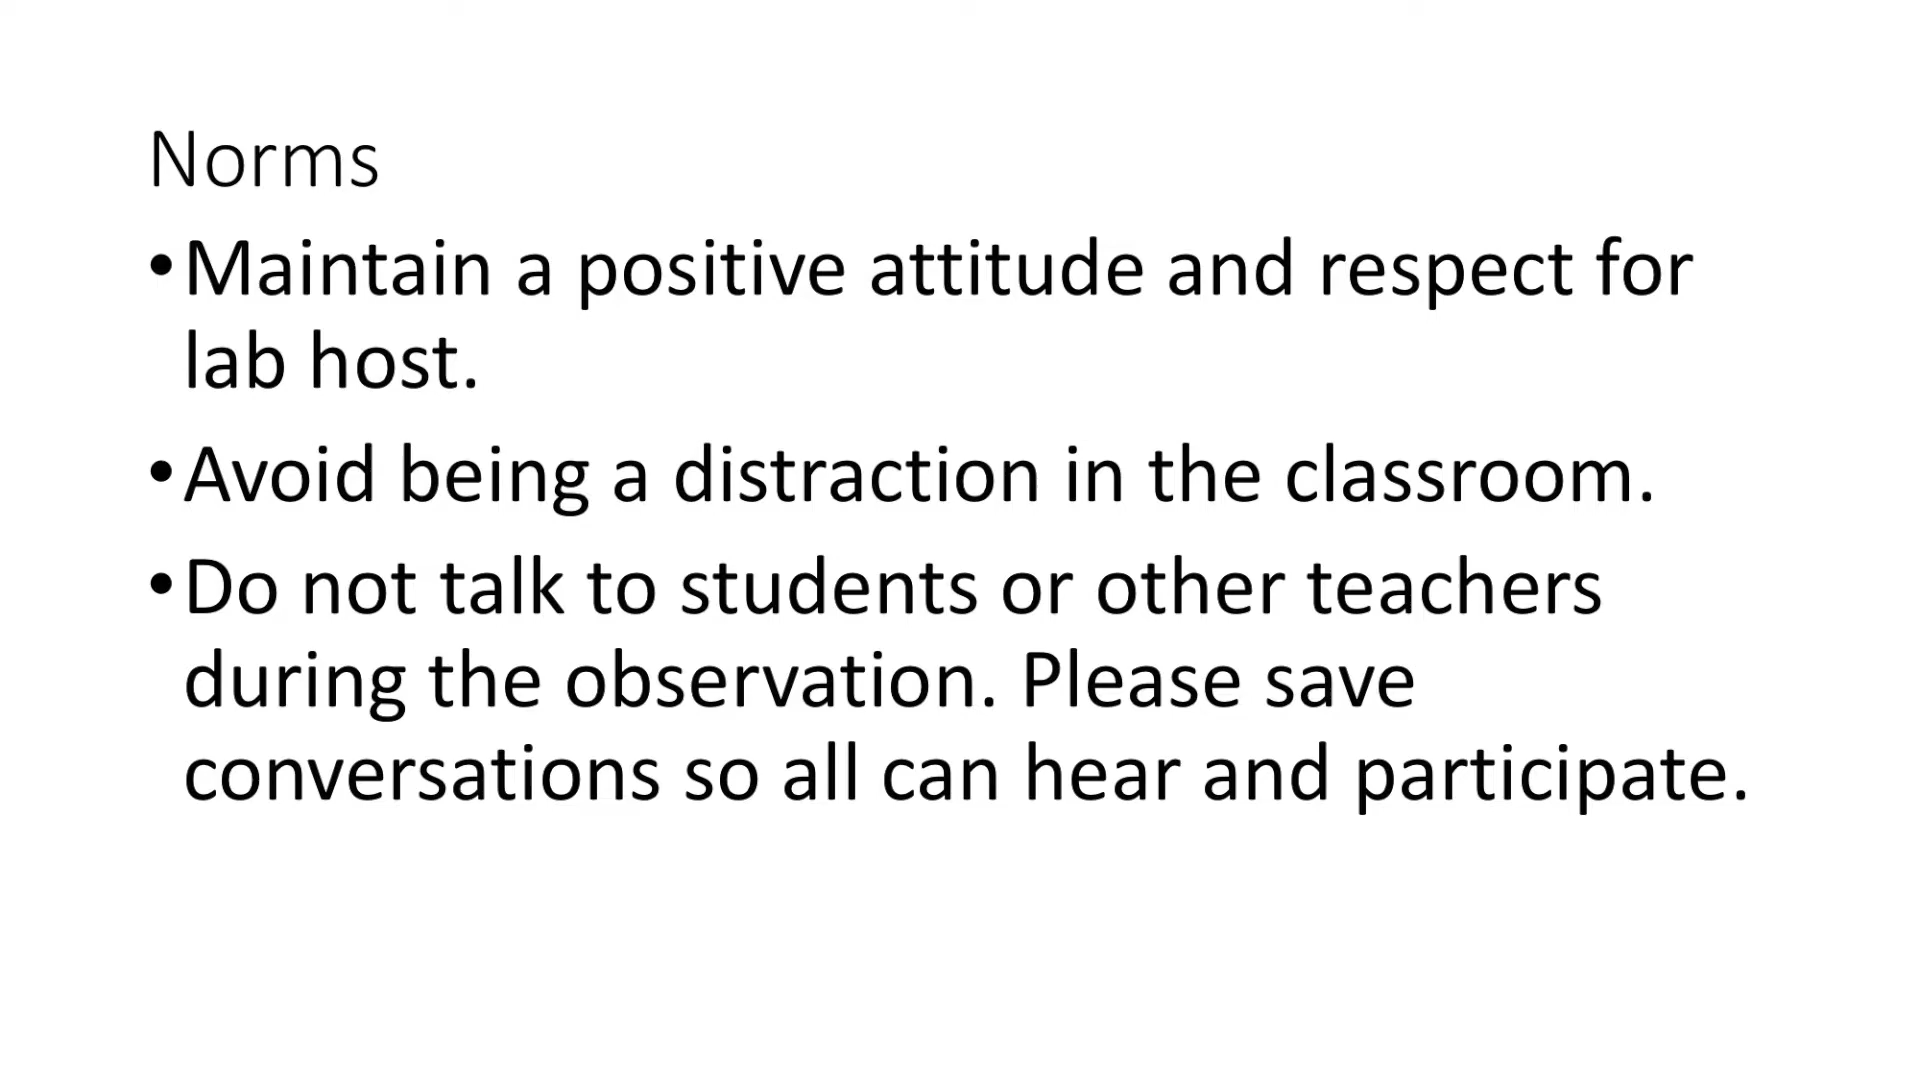 Norms
•Maintain a positive attitude and respect for
lab host.
•Avoid being a distraction in the classroom.
•Do not talk to students or other teachers
during the observation. Please save
conversations so all can hear and participate.